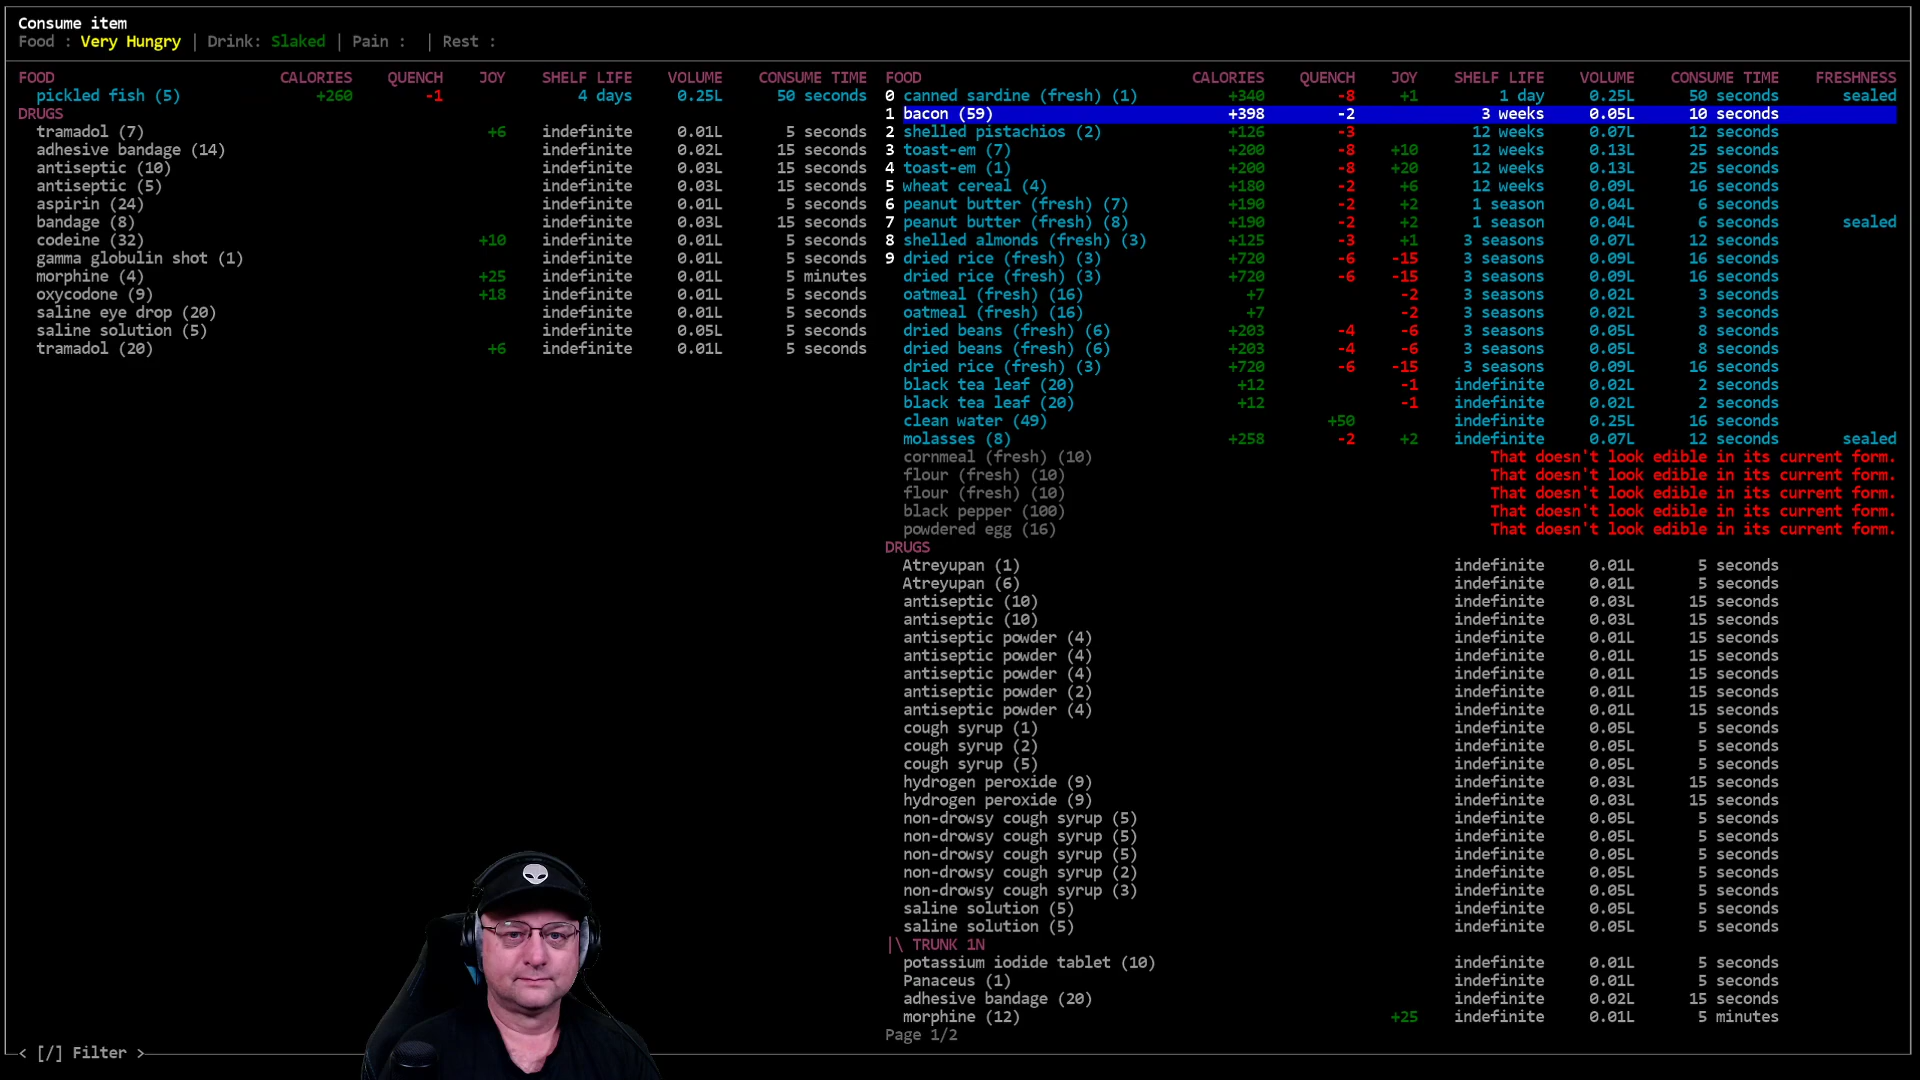 Consume item
Food : Very Hungry | Drink: Slaked | Pain : | Rest :
FOOD CALORIES QUENCH JOY SHELF LIFE VOLUME CONSUME TIME
pickled fish (5) +260 -1 4 days 0.25L 50 seconds
DRUGS
tramadol (7) +6 indefinite 0.01L 5 seconds
adhesive bandage (14) indefinite 0.02L 15 seconds
antiseptic (10) indefinite 0.03L 15 seconds
antiseptic (5) indefinite 0.03L 15 seconds
aspirin (24) indefinite 0.01L 5 seconds
bandage (8) indefinite 0.03L 15 seconds
codeine (32) +10 indefinite 0.01L 5 seconds
gamma globulin shot (1) indefinite 0.01L 5 seconds
morphine (4) +25 indefinite 0.01L 5 minutes
oxycodone (9) +18 indefinite 0.01L 5 seconds
saline eye drop (20) indefinite 0.01L 5 seconds
saline solution (5) indefinite 0.05L 5 seconds
tramadol (20) +6 indefinite 0.01L 5 seconds
FOOD CALORIES QUENCH JOY SHELF LIFE VOLUME CONSUME TIME FRESHNESS
0 canned sardine (fresh) (1) +340 -8 +1 1 day 0.25L 50 seconds sealed
1 bacon (59) +398 -2 3 weeks 0.05L 10 seconds
2 shelled pistachios (2) +126 -3 12 weeks 0.07L 12 seconds
3 toast-em (7) +200 -8 +10 12 weeks 0.13L 25 seconds
4 toast-em (1) +200 -8 +20 12 weeks 0.13L 25 seconds
5 wheat cereal (4) +180 -2 +6 12 weeks 0.09L 16 seconds
6 peanut butter (fresh) (7) +190 -2 +2 1 season 0.04L 6 seconds
7 peanut butter (fresh) (8) +190 -2 +2 1 season 0.04L 6 seconds sealed
8 shelled almonds (fresh) (3) +125 -3 +1 3 seasons 0.07L 12 seconds
9 dried rice (fresh) (3) +720 -6 -15 3 seasons 0.09L 16 seconds
dried rice (fresh) (3) +720 -6 -15 3 seasons 0.09L 16 seconds
oatmeal (fresh) (16) +7 -2 3 seasons 0.02L 3 seconds
oatmeal (fresh) (16) +7 -2 3 seasons 0.02L 3 seconds
dried beans (fresh) (6) +203 -4 -6 3 seasons 0.05L 8 seconds
dried beans (fresh) (6) +203 -4 -6 3 seasons 0.05L 8 seconds
dried rice (fresh) (3) +720 -6 -15 3 seasons 0.09L 16 seconds
black tea leaf (20) +12 -1 indefinite 0.02L 2 seconds
black tea leaf (20) +12 -1 indefinite 0.02L 2 seconds
clean water (49) +50 indefinite 0.25L 16 seconds
molasses (8) +258 -2 +2 indefinite 0.07L 12 seconds sealed
cornmeal (fresh) (10) That doesn't look edible in its current form.
flour (fresh) (10) That doesn't look edible in its current form.
flour (fresh) (10) That doesn't look edible in its current form.
black pepper (100) That doesn't look edible in its current form.
powdered egg (16) That doesn't look edible in its current form.
DRUGS
Atreyupan (1) indefinite 0.01L 5 seconds
Atreyupan (6) indefinite 0.01L 5 seconds
antiseptic (10) indefinite 0.03L 15 seconds
antiseptic (10) indefinite 0.03L 15 seconds
antiseptic powder (4) indefinite 0.01L 15 seconds
antiseptic powder (4) indefinite 0.01L 15 seconds
antiseptic powder (4) indefinite 0.01L 15 seconds
antiseptic powder (2) indefinite 0.01L 15 seconds
antiseptic powder (4) indefinite 0.01L 15 seconds
cough syrup (1) indefinite 0.05L 5 seconds
cough syrup (2) indefinite 0.05L 5 seconds
cough syrup (5) indefinite 0.05L 5 seconds
hydrogen peroxide (9) indefinite 0.03L 15 seconds
hydrogen peroxide (9) indefinite 0.03L 15 seconds
non-drowsy cough syrup (5) indefinite 0.05L 5 seconds
non-drowsy cough syrup (5) indefinite 0.05L 5 seconds
non-drowsy cough syrup (5) indefinite 0.05L 5 seconds
non-drowsy cough syrup (2) indefinite 0.05L 5 seconds
non-drowsy cough syrup (3) indefinite 0.05L 5 seconds
saline solution (5) indefinite 0.05L 5 seconds
saline solution (5) indefinite 0.05L 5 seconds
|\ TRUNK 1N
potassium iodide tablet (10) indefinite 0.01L 5 seconds
Panaceus (1) indefinite 0.01L 5 seconds
adhesive bandage (20) indefinite 0.02L 15 seconds
morphine (12) +25 indefinite 0.01L 5 minutes
Page 1/2
< [/] Filter >